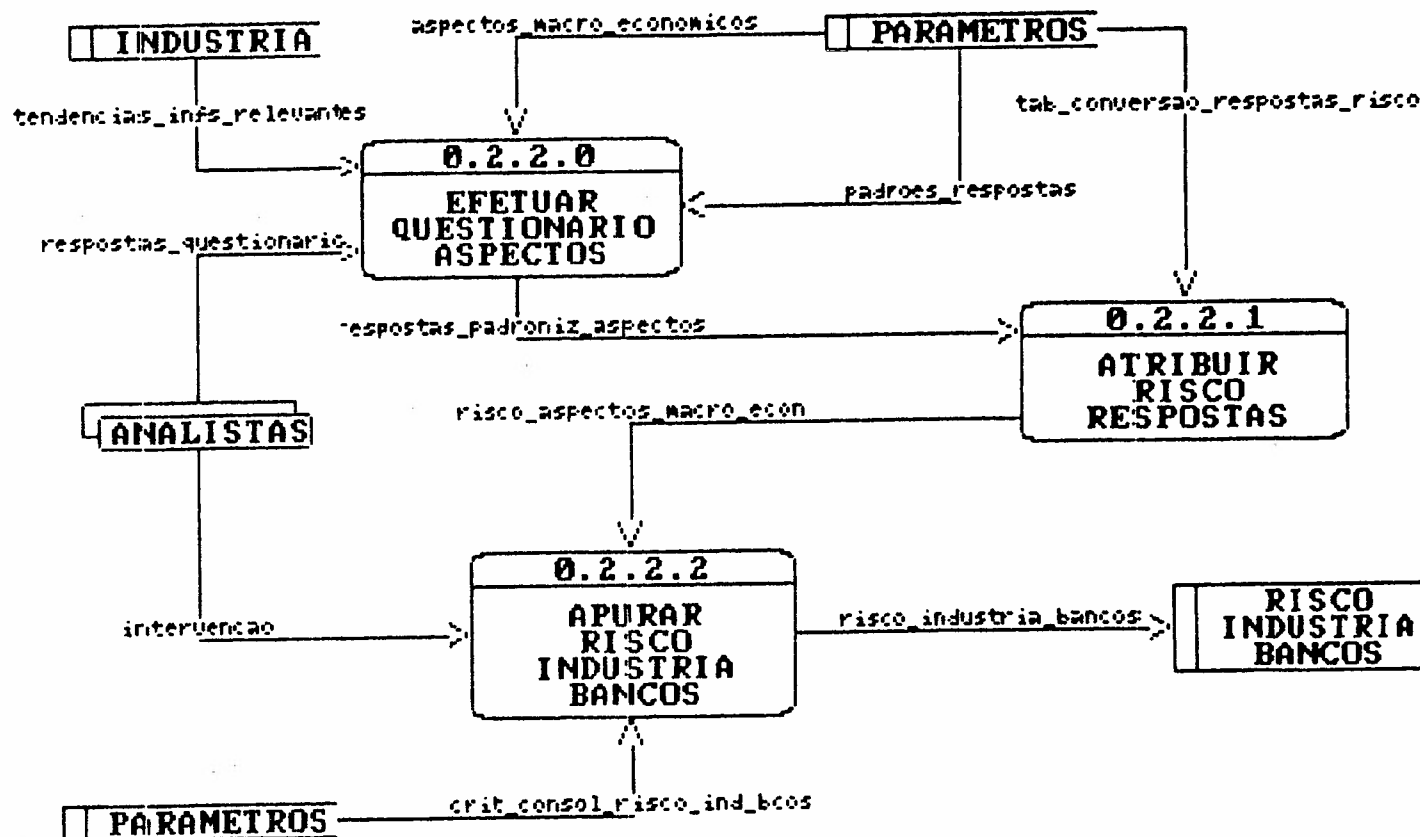 aspectos_macro_economicos
INDUSTRIA
PARAMETROS
tendencias_infs_relevantes
tab_conversao_respostas_risco
0.2.2.0
EFETUAR
QUESTIONARIO
ASPECTOS
padroes_respostas
respostas_questionario
respostas_padroniz_aspectos
0.2.2.1
ATRIBUIR
RISCO
RESPOSTAS
risco_aspectos_macro_econ
ANALISTAS
0.2.2.2
APURAR
RISCO
INDUSTRIA
BANCOS
intervencao
risco_industria_bancos
RISCO
INDUSTRIA
BANCOS
crit_consol_risco_ind_bcos
PARAMETROS